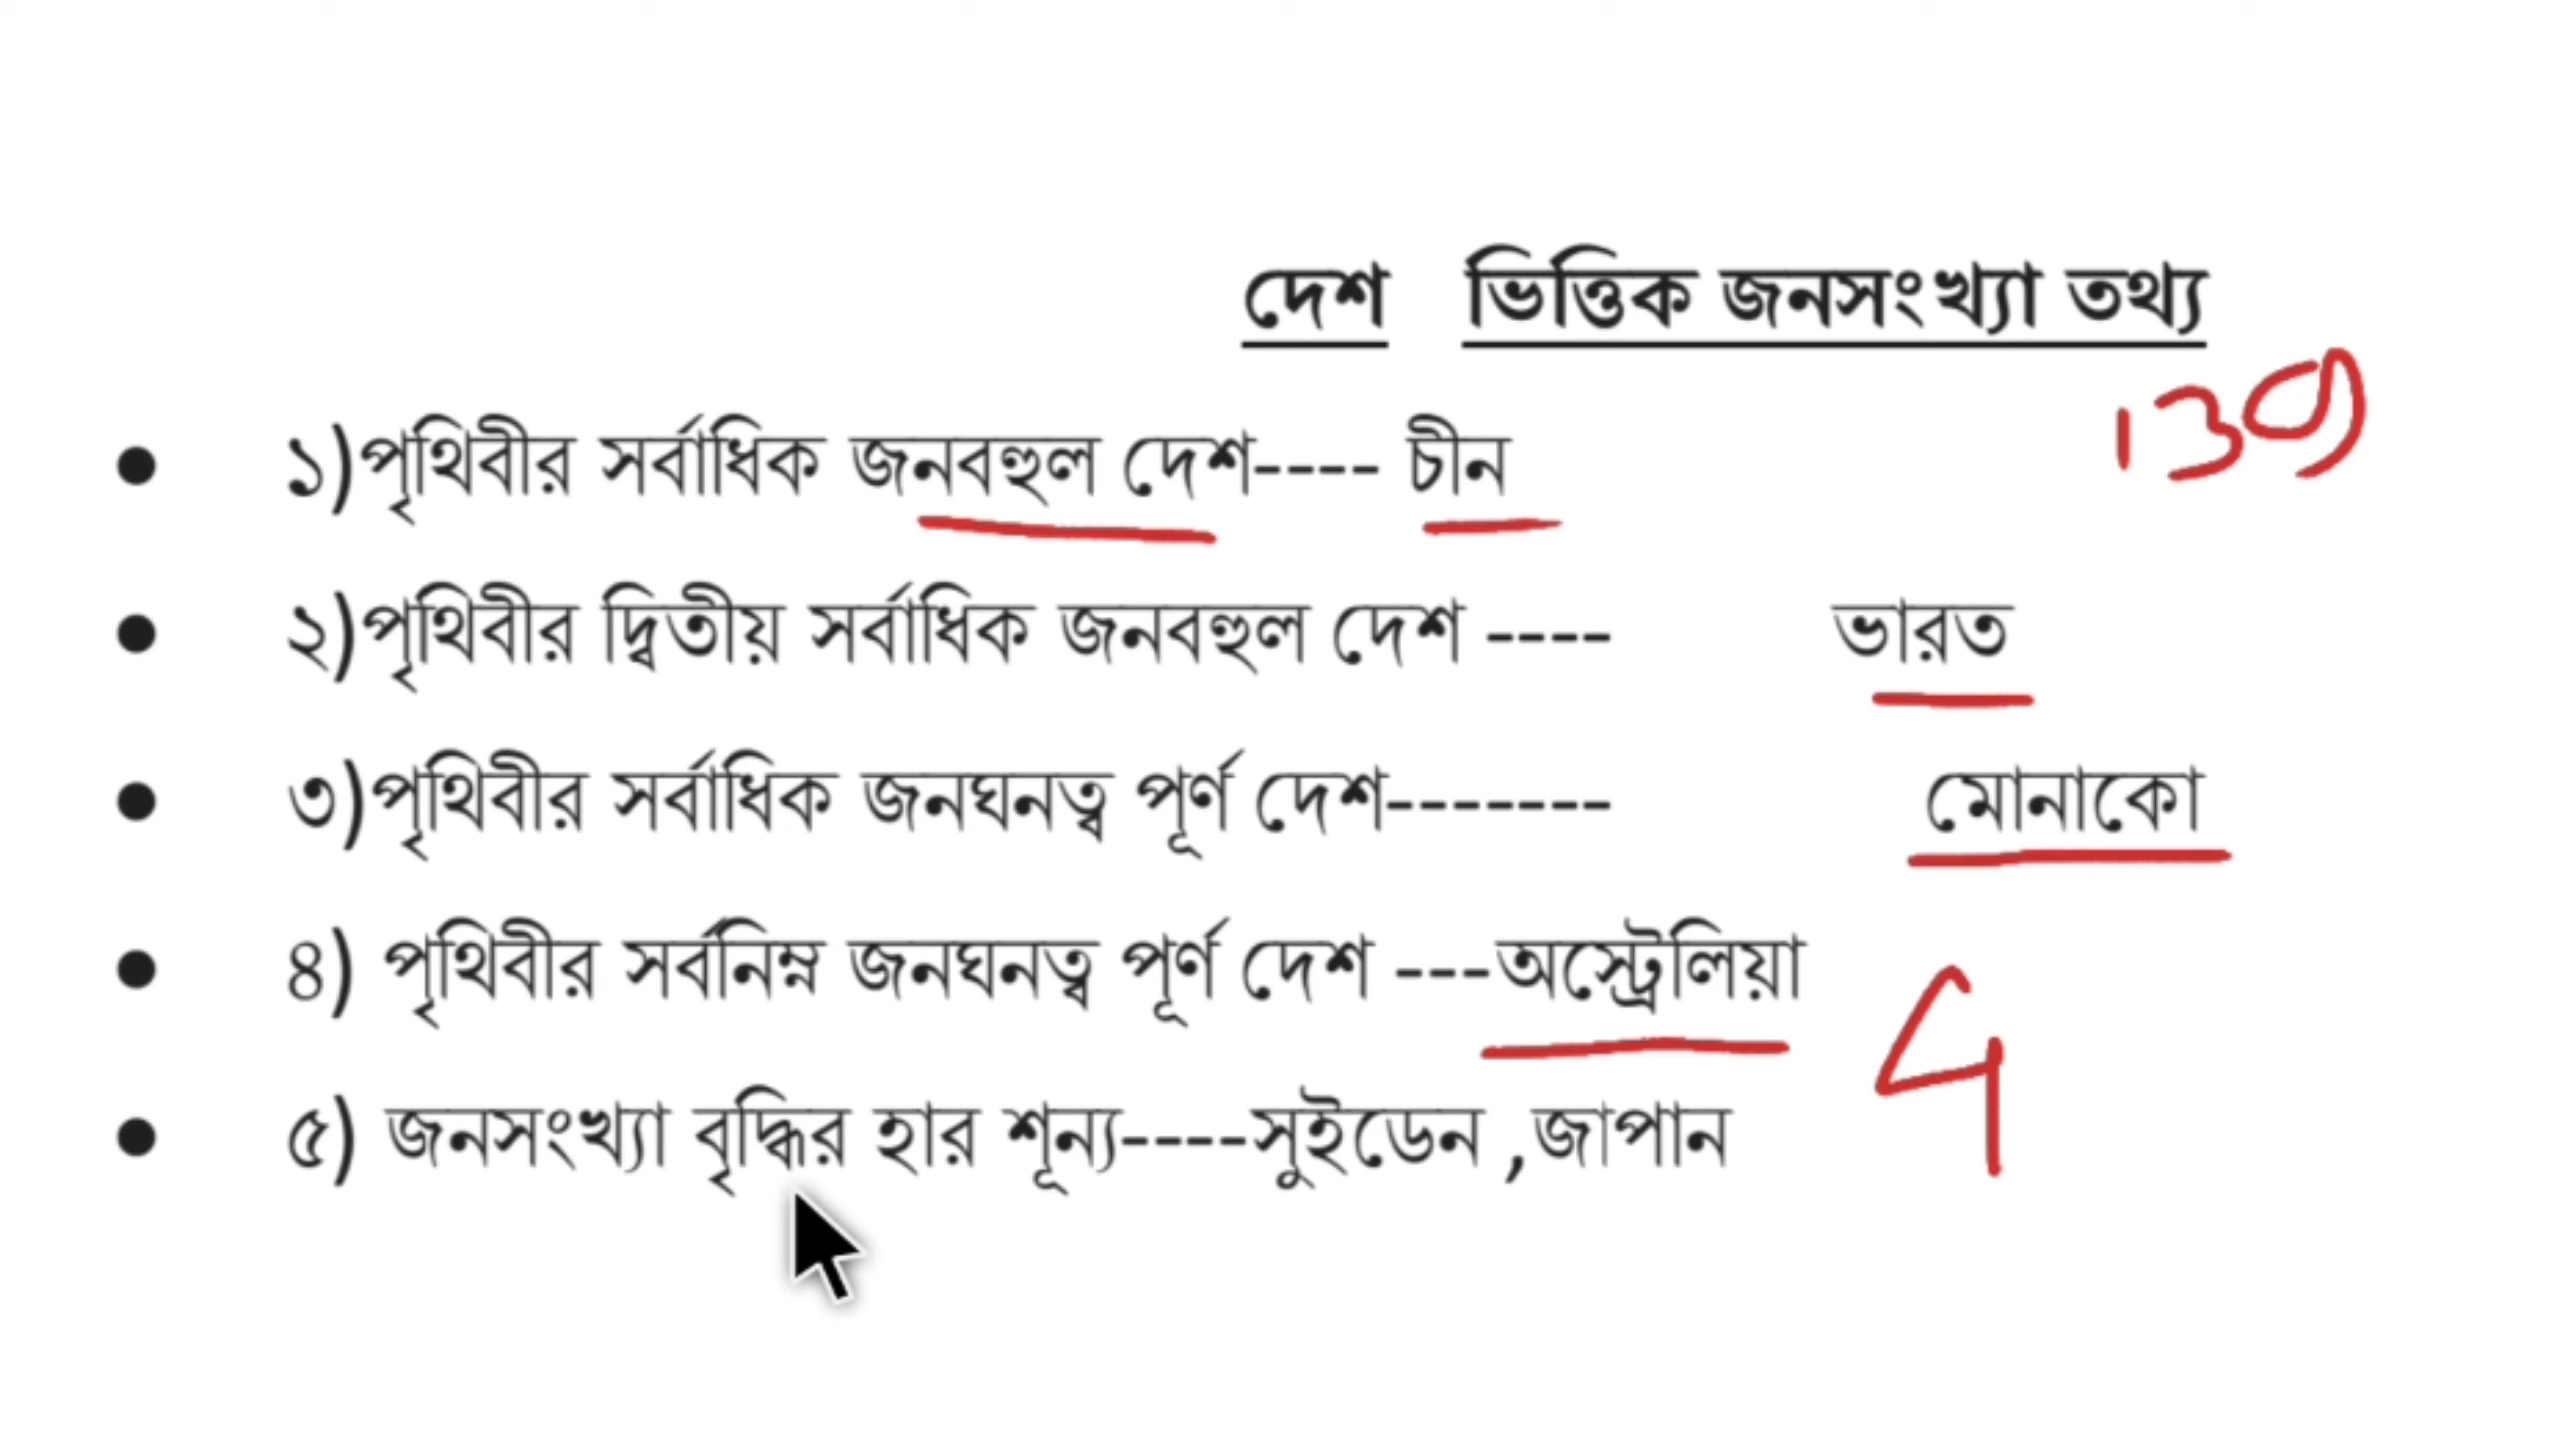 দেশ ভিত্তিক জনসংখ্যা তথ্য
• ১)পৃথিবীর সর্বাধিক জনবহুল দেশ---- চীন
• ২)পৃথিবীর দ্বিতীয় সর্বাধিক জনবহুল দেশ ---- ভারত
• ৩)পৃথিবীর সর্বাধিক জনঘনত্ব পূর্ণ দেশ------- মোনাকো
• ৪) পৃথিবীর সর্বনিম্ন জনঘনত্ব পূর্ণ দেশ ---অস্ট্রেলিয়া
• ৫) জনসংখ্যা বৃদ্ধির হার শূন্য----সুইডেন ,জাপান